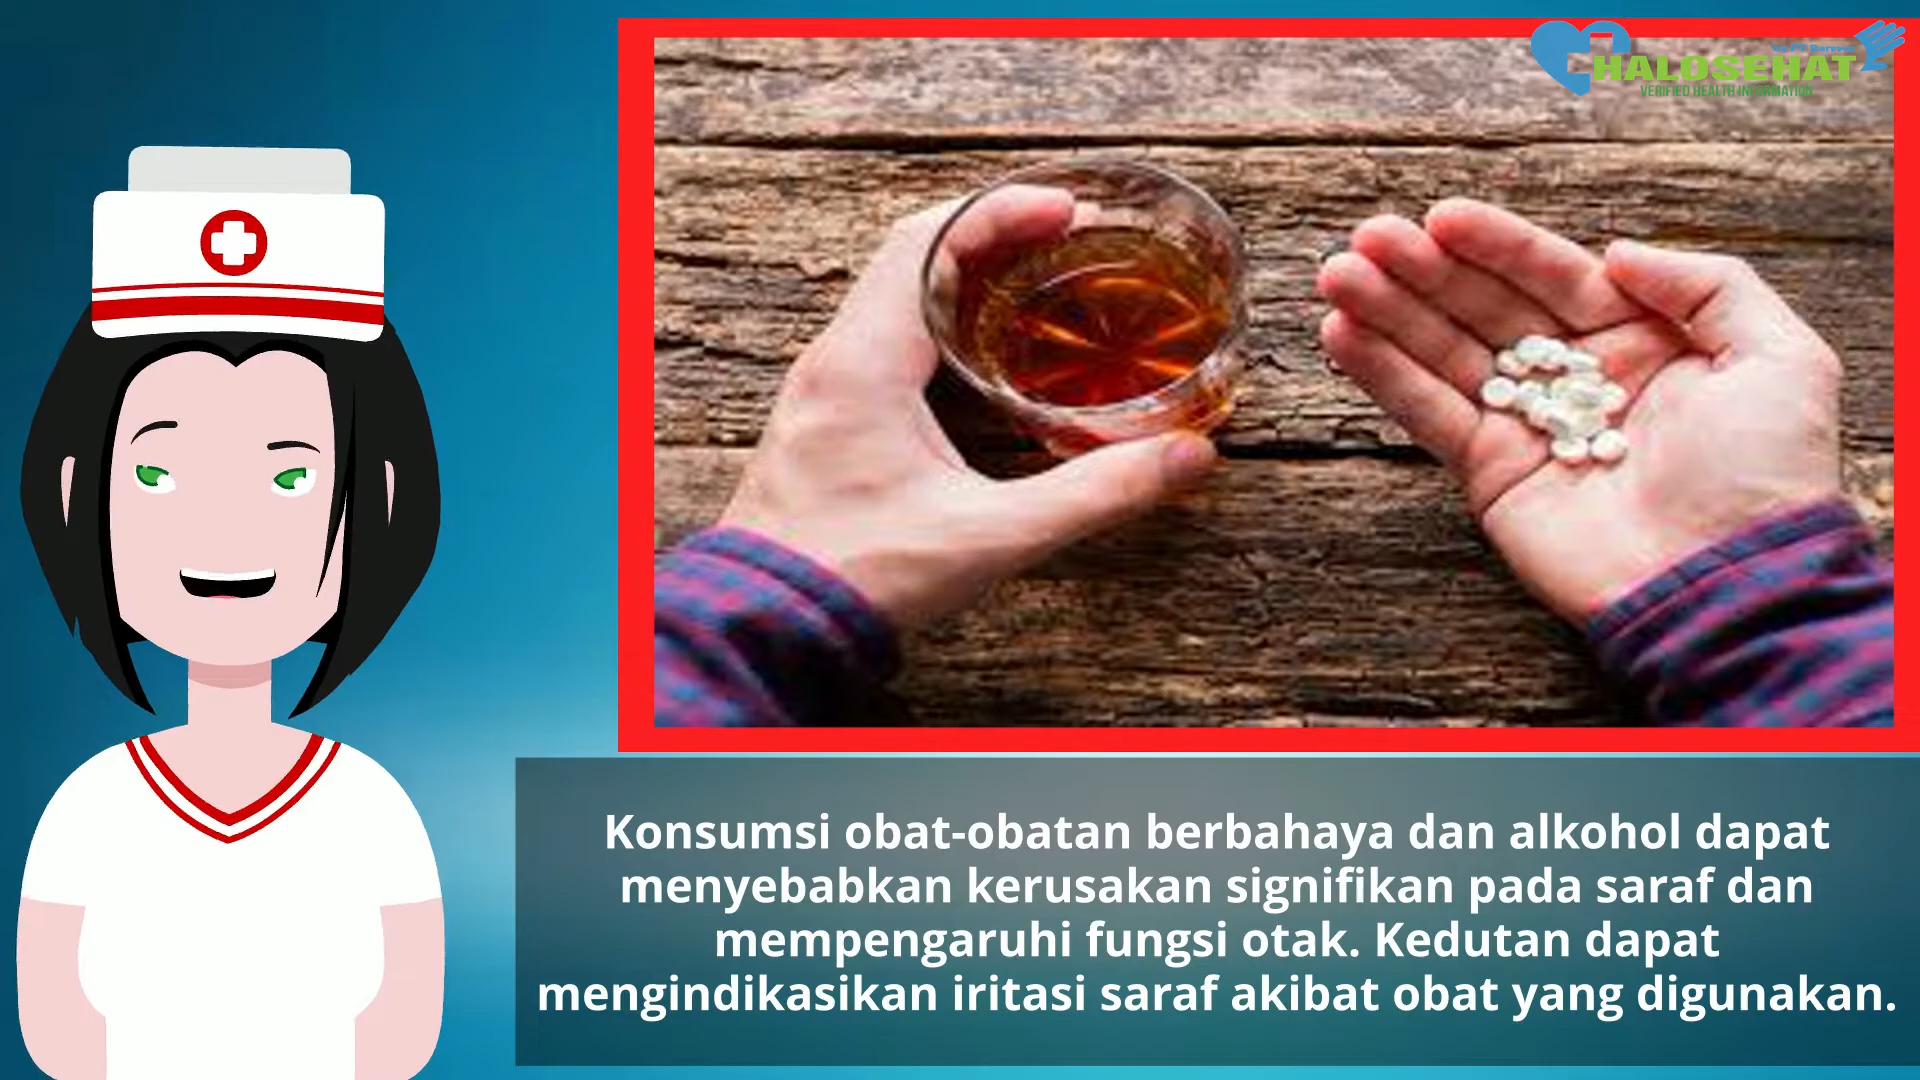 HALOSEHAT
VERIFIED HEALTH INFORMATION
Konsumsi obat-obatan berbahaya dan alkohol dapat
menyebabkan kerusakan signifikan pada saraf dan
mempengaruhi fungsi otak. Kedutan dapat
mengindikasikan iritasi saraf akibat obat yang digunakan.